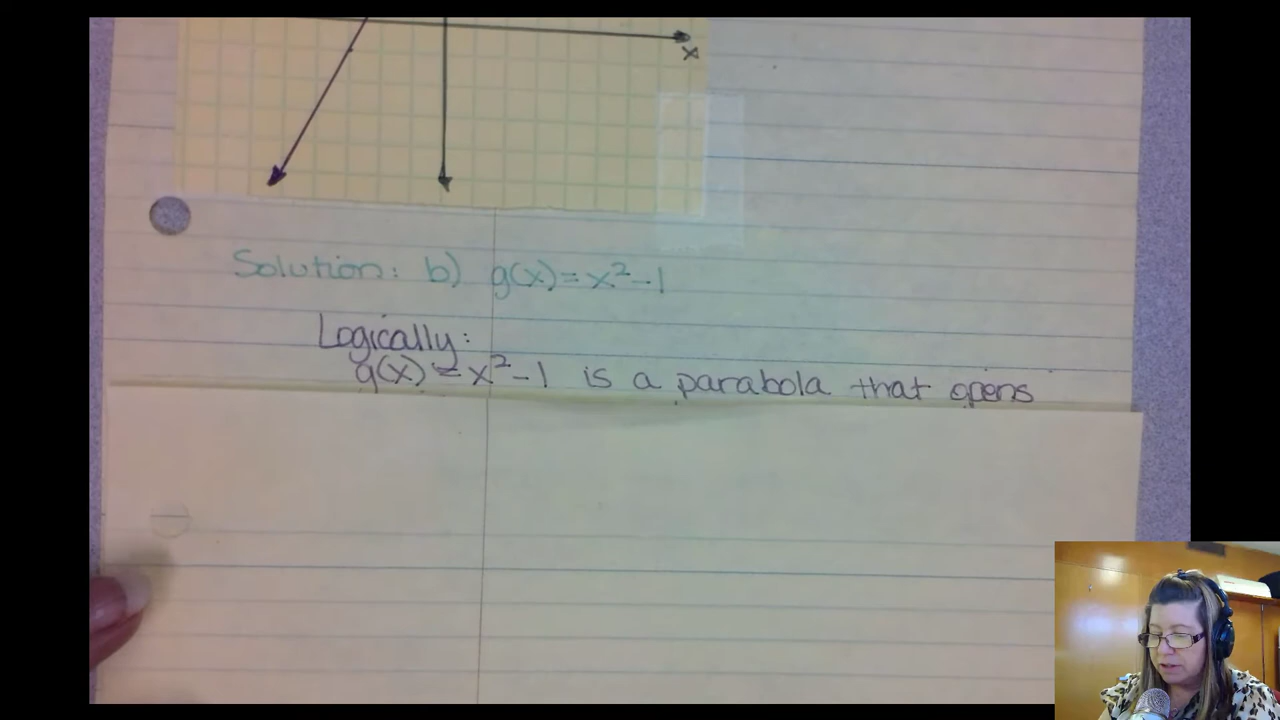 x
Solution: b) g(x) = x² - 1
Logically:
g(x) = x² - 1 is a parabola that opens